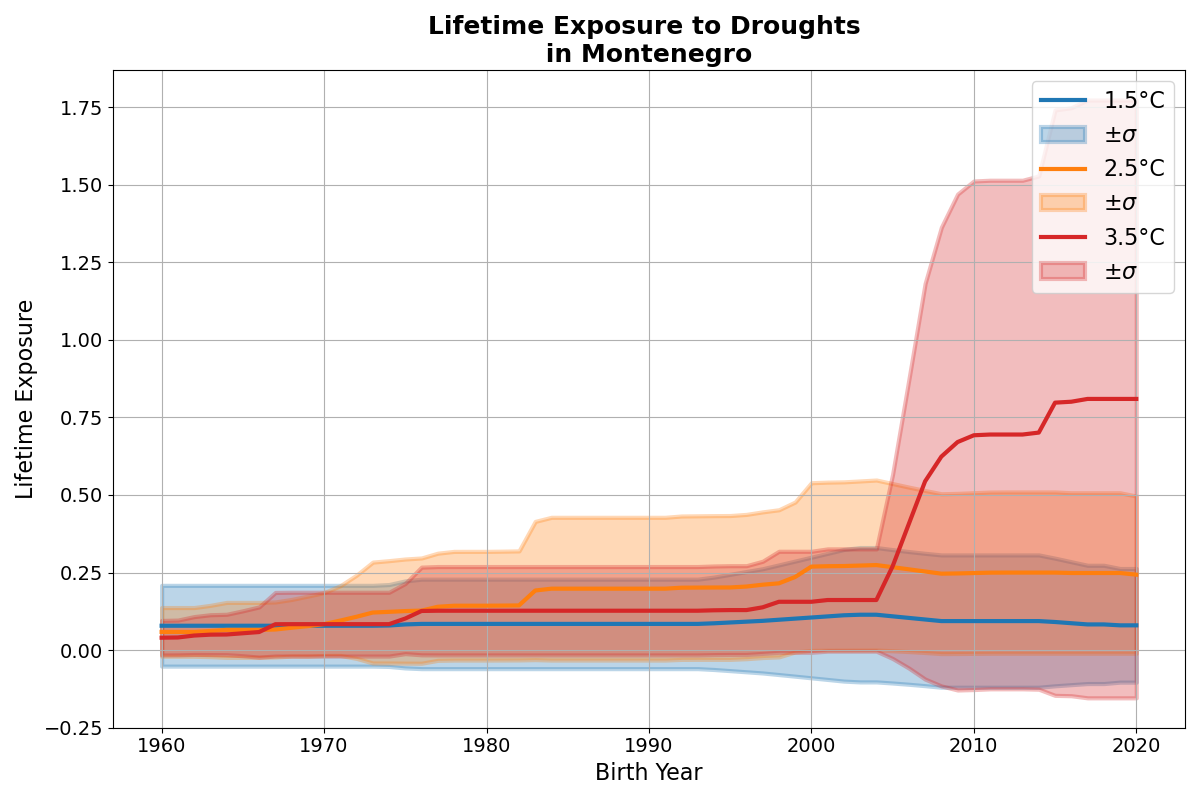 Lifetime Exposure to Droughts
in Montenegro
1.75
1.50
1.25
1.00
0.75
0.50
0.25
0.00
−0.25
Lifetime Exposure
1.5°C
±σ
2.5°C
±σ
3.5°C
±σ
1960 1970 1980 1990 2000 2010 2020
Birth Year